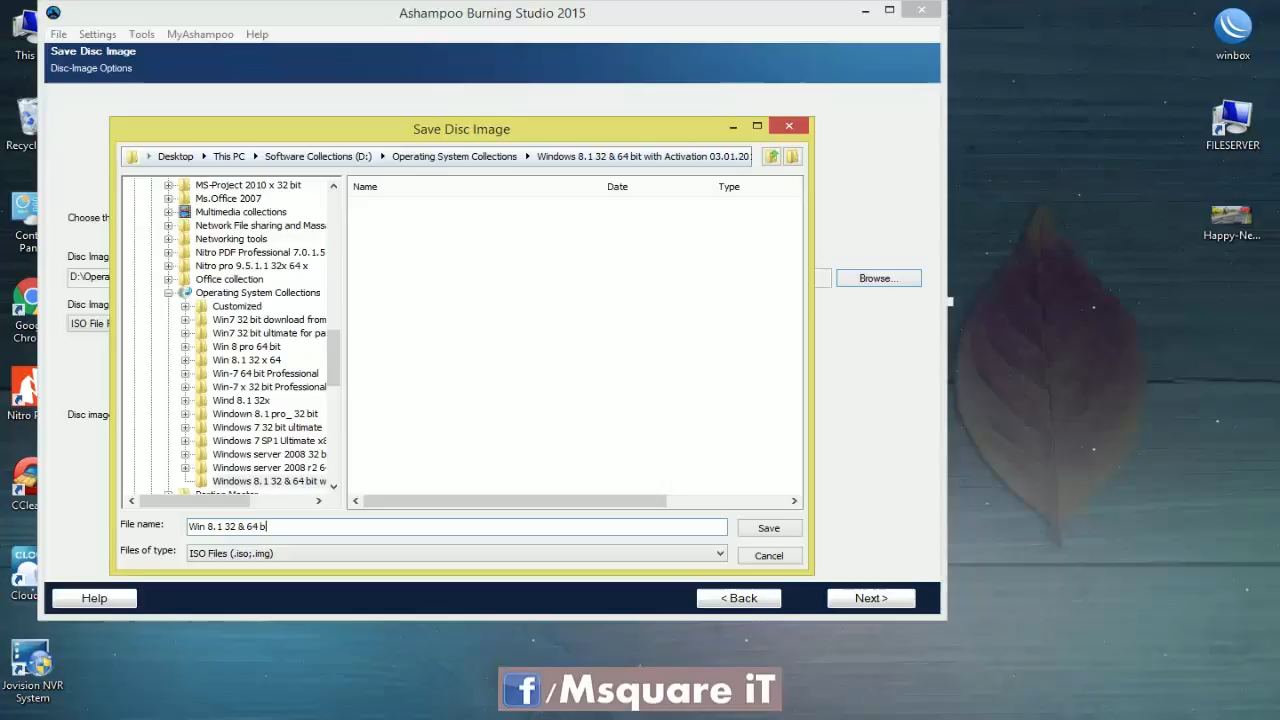 Ashampoo Burning Studio 2015
File Settings Tools MyAshampoo Help
Save Disc Image
Disc-Image Options
Save Disc Image
Desktop This PC Software Collections (D:) Operating System Collections Windows 8.1 32 & 64 bit with Activation 03.01.20
Name Date Type
MS-Project 2010 x 32 bit
Ms.Office 2007
Multimedia collections
Network File sharing and Massa
Networking tools
Nitro PDF Professional 7.0.1.5
Nitro pro 9.5.1.1 32x 64 x
Office collection
Operating System Collections
Customized
Win7 32 bit download from
Win7 32 bit ultimate for pa
Win 8 pro 64 bit
Win 8.1 32 x 64
Win-7 64 bit Professional
Win-7 x 32 bit Professional
Wind 8.1 32x
Windown 8.1 pro_ 32 bit
Windows 7 32 bit ultimate
Windows 7 SP1 Ultimate x8
Windows server 2008 32 b
Windows server 2008 r2 6
Windows 8.1 32 & 64 bit w
File name: Win 8.1 32 & 64 b Save
Files of type: ISO Files (.iso;.img) Cancel
Choose th
Disc Imag
D:\Opera
Browse...
Disc Imag
ISO File F
Disc imag
Help < Back Next >
This
Recycl
Cont
Pan
Goog
Chro
Nitro P
CClea
Cloud
Jovision NVR
System
winbox
FILESERVER
Happy-Ne...
f /Msquare iT